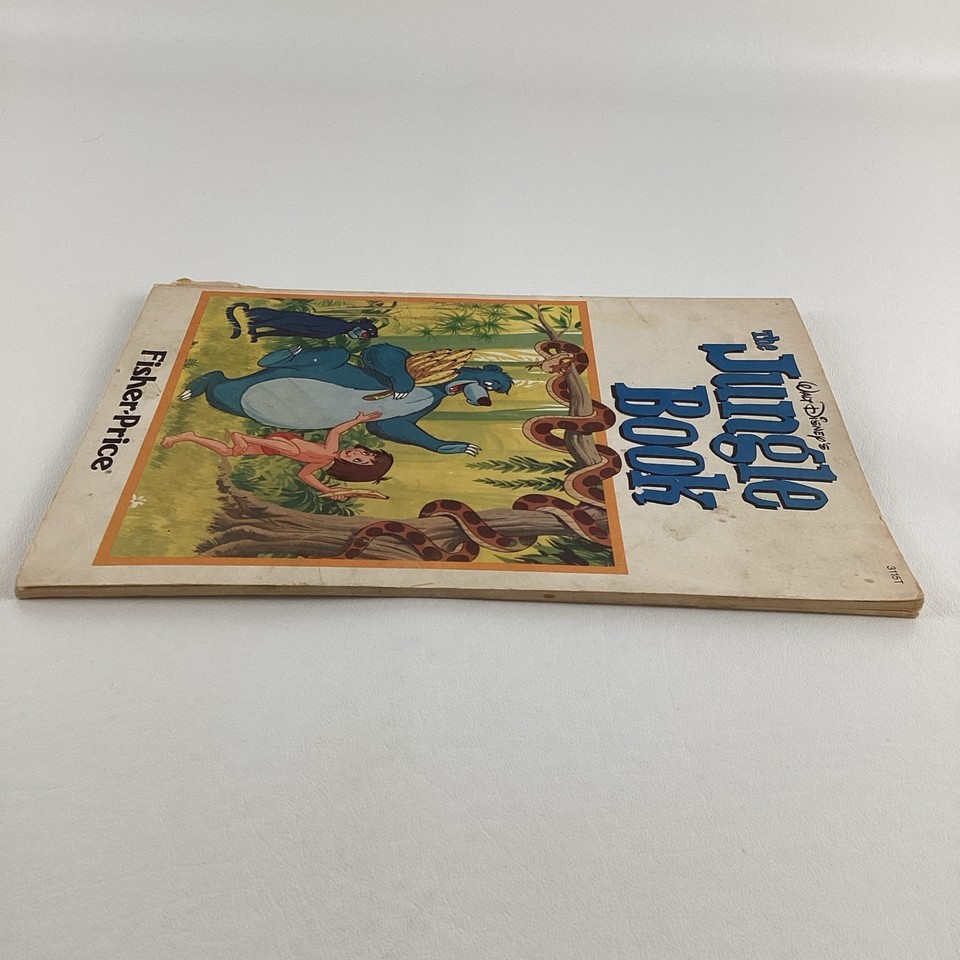 3115T
Walt Disney's
The Jungle
Book
Fisher-Price